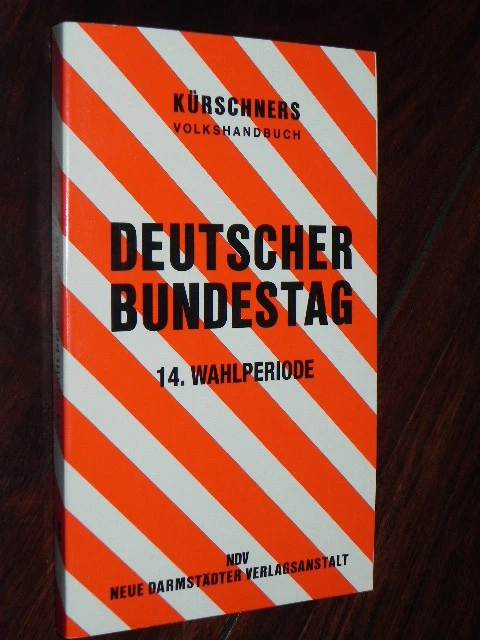 KÜRSCHNERS
VOLKSHANDBUCH
DEUTSCHER
BUNDESTAG
14. WAHLPERIODE
NDV
NEUE DARMSTÄDTER VERLAGSANSTALT